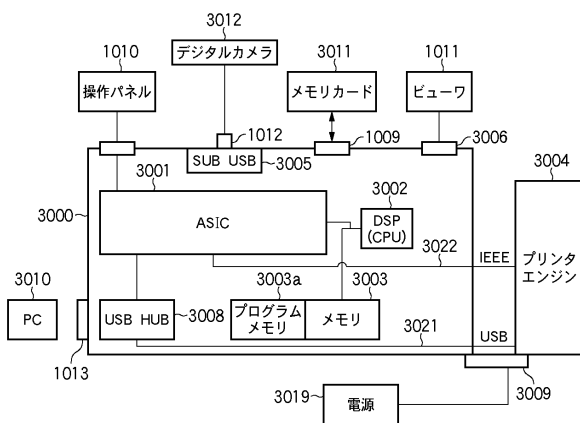 3012
デジタルカメラ
1010
操作パネル
3011
メモリカード
1011
ビューワ
1012
1009
3006
SUB USB
3005
3001
3002
3004
3000
ASIC
DSP
(CPU)
3022
IEEE
プリンタ
エンジン
3010
PC
3003a
3003
USB HUB
3008
プログラム
メモリ
メモリ
3021
USB
1013
3009
3019
電源